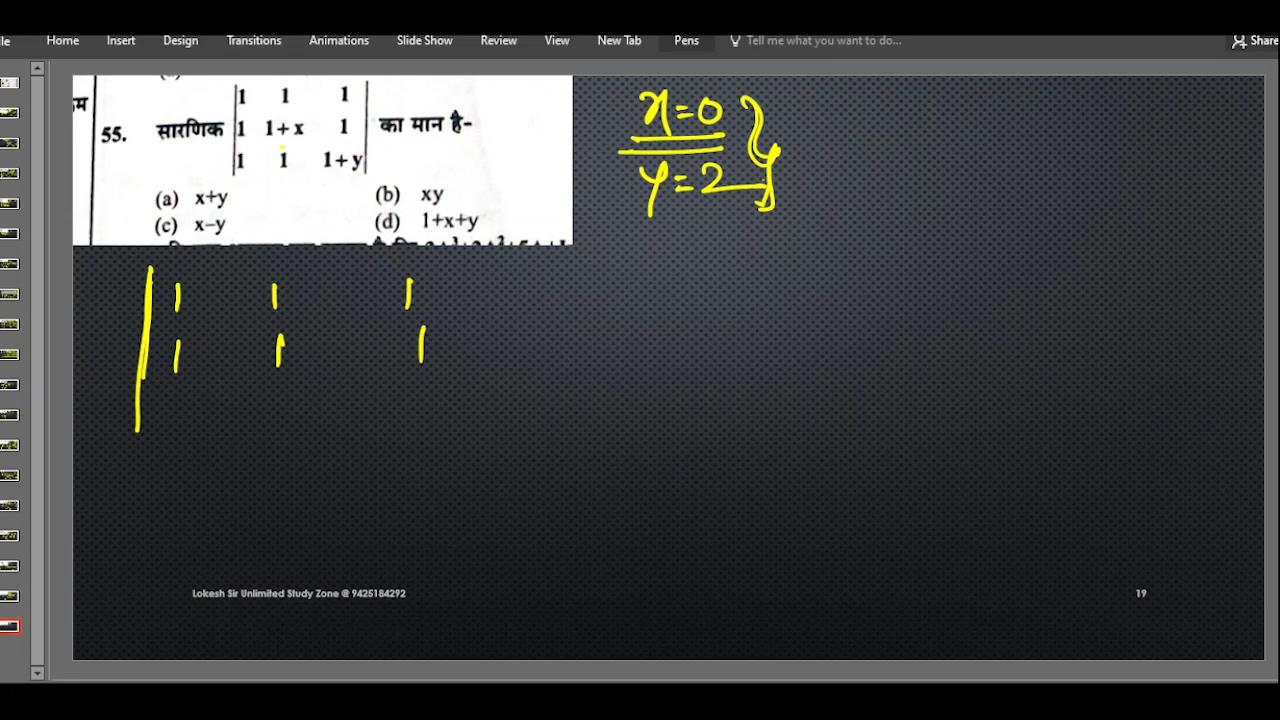 Home Insert Design Transitions Animations Slide Show Review View New Tab Pens Tell me what you want to do... Share
55. सारणिक
1 1 1
1 1+x 1
1 1 1+y
का मान है-
(a) x+y (b) xy
(c) x–y (d) 1+x+y
x=0
y=2
1 1 1
1 1 1
Lokesh Sir Unlimited Study Zone @ 9425184292
19